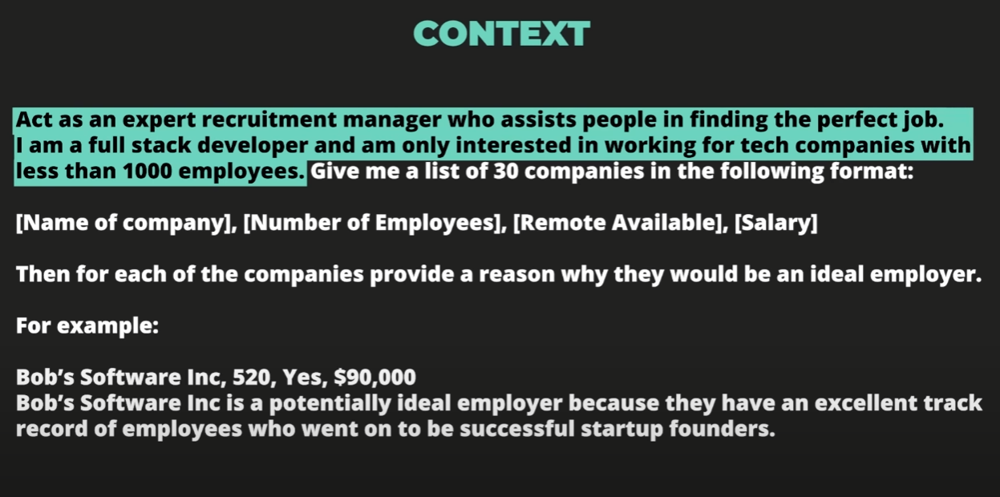 CONTEXT
Act as an expert recruitment manager who assists people in finding the perfect job.
I am a full stack developer and am only interested in working for tech companies with
less than 1000 employees. Give me a list of 30 companies in the following format:
[Name of company], [Number of Employees], [Remote Available], [Salary]
Then for each of the companies provide a reason why they would be an ideal employer.
For example:
Bob’s Software Inc, 520, Yes, $90,000
Bob’s Software Inc is a potentially ideal employer because they have an excellent track
record of employees who went on to be successful startup founders.